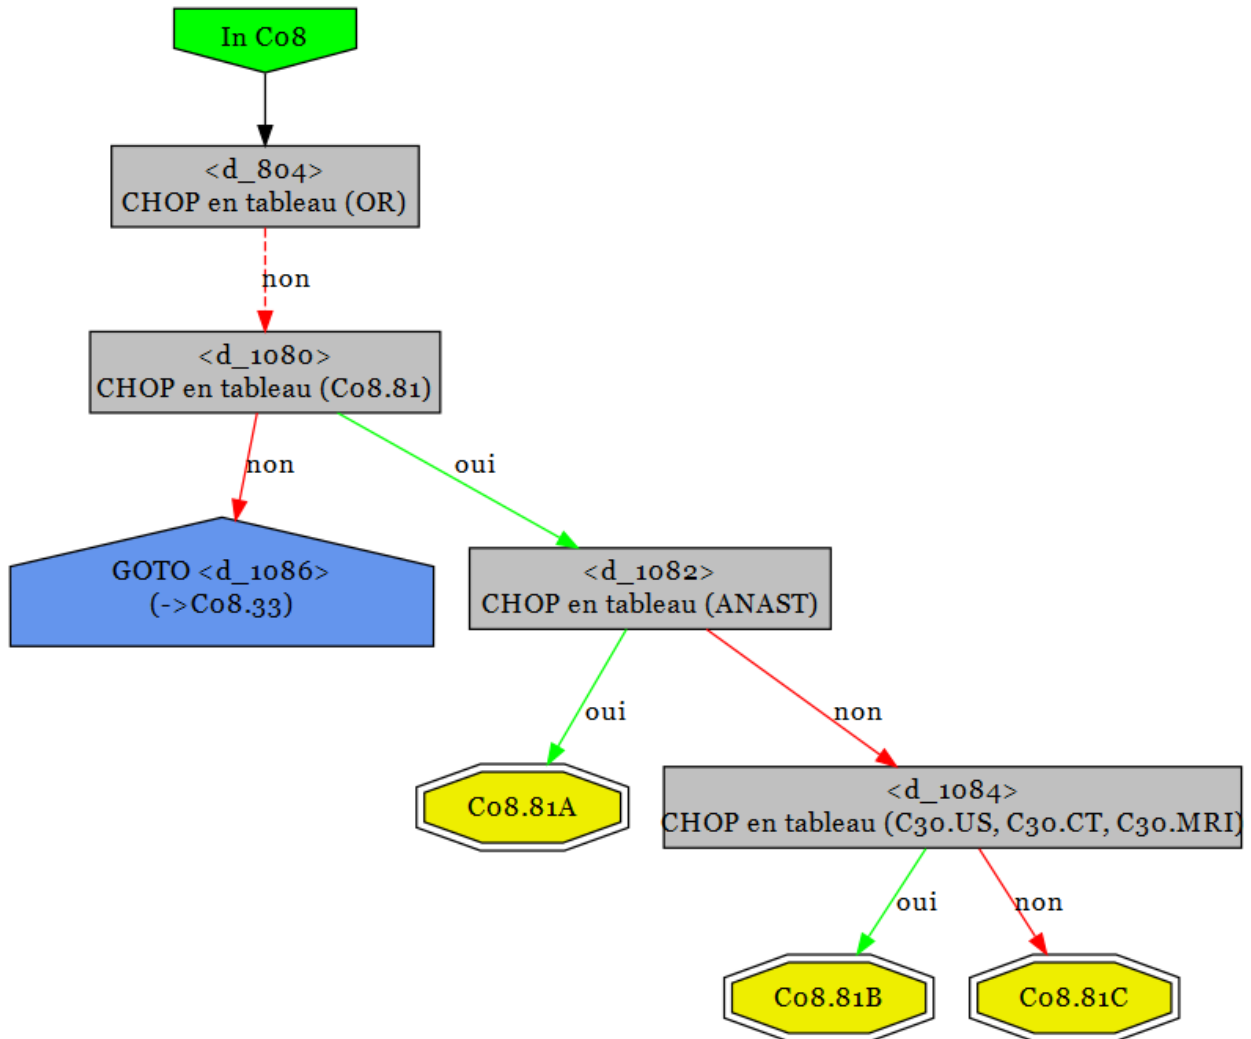 In C08
<d_804>
CHOP en tableau (OR)
non
<d_1080>
CHOP en tableau (C08.81)
non
oui
GOTO <d_1086>
(->C08.33)
<d_1082>
CHOP en tableau (ANAST)
oui
non
C08.81A
<d_1084>
CHOP en tableau (C30.US, C30.CT, C30.MRI)
oui
non
C08.81B
C08.81C